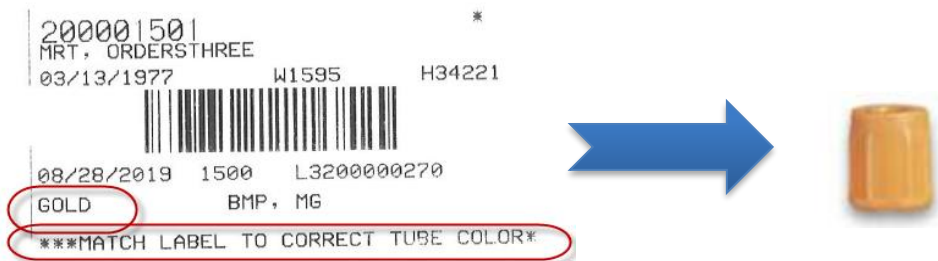 *
200001501
MRT, ORDERSTHREE
03/13/1977 W1595 H34221
08/28/2019 1500 L3200000270
GOLD BMP, MG
***MATCH LABEL TO CORRECT TUBE COLOR*